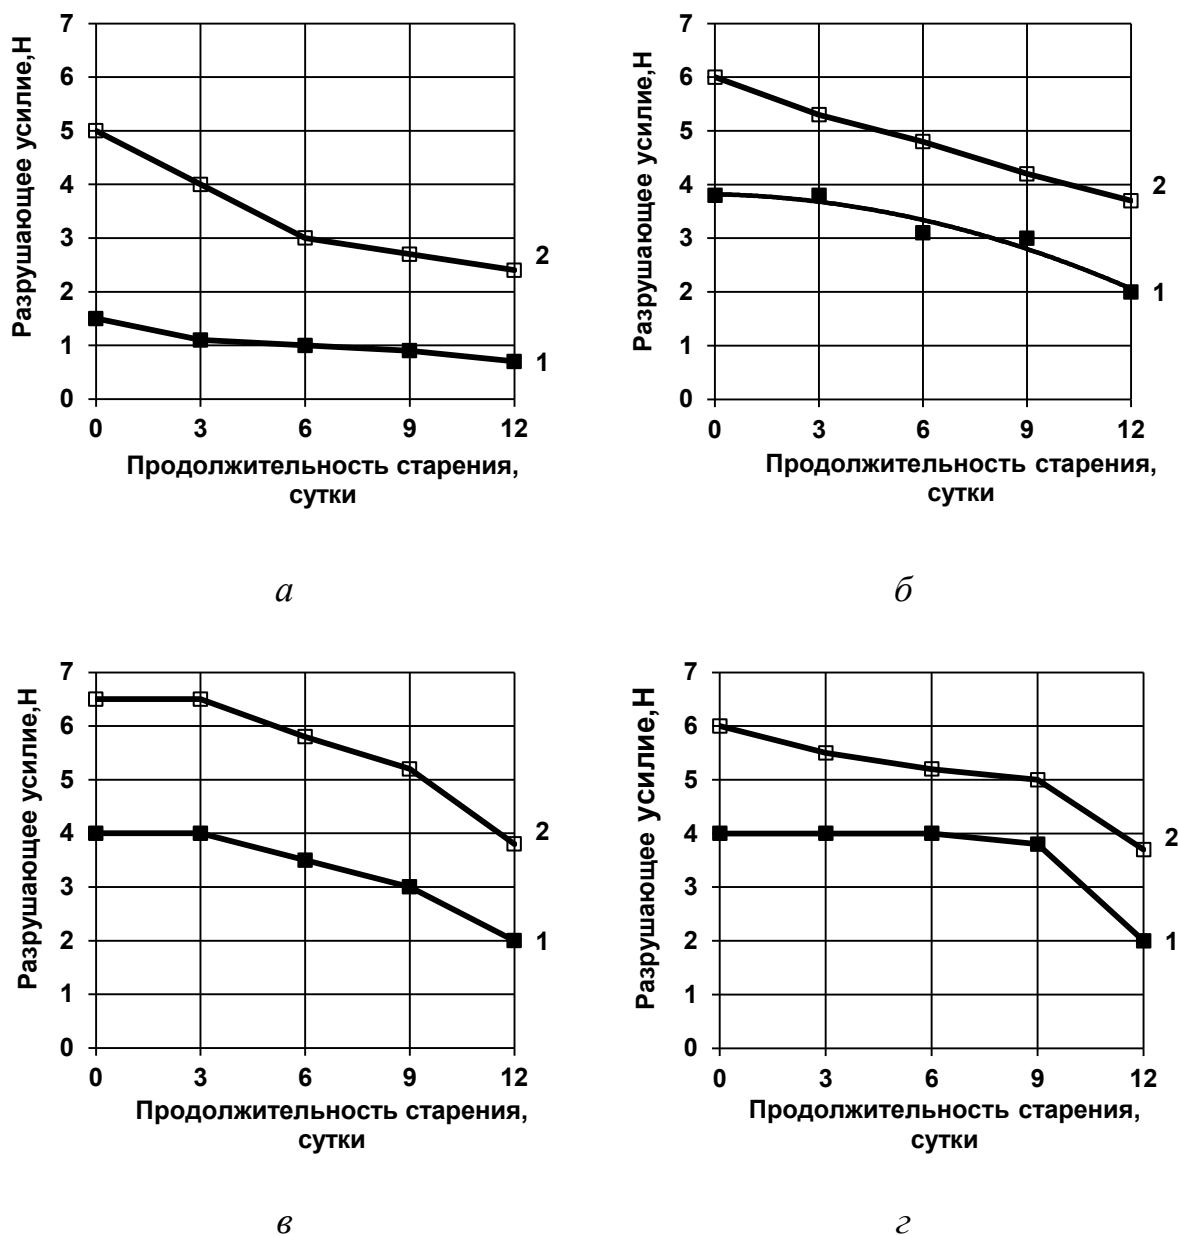 Разрушающее усилие,Н
7
6
5
4
3
2
1
0
2
1
0 3 6 9 12
Продолжительность старения,
сутки
а
Разрушающее усилие,Н
7
6
5
4
3
2
1
0
2
1
0 3 6 9 12
Продолжительность старения,
сутки
б
Разрушающее усилие,Н
7
6
5
4
3
2
1
0
2
1
0 3 6 9 12
Продолжительность старения,
сутки
в
Разрушающее усилие,Н
7
6
5
4
3
2
1
0
2
1
0 3 6 9 12
Продолжительность старения,
сутки
г